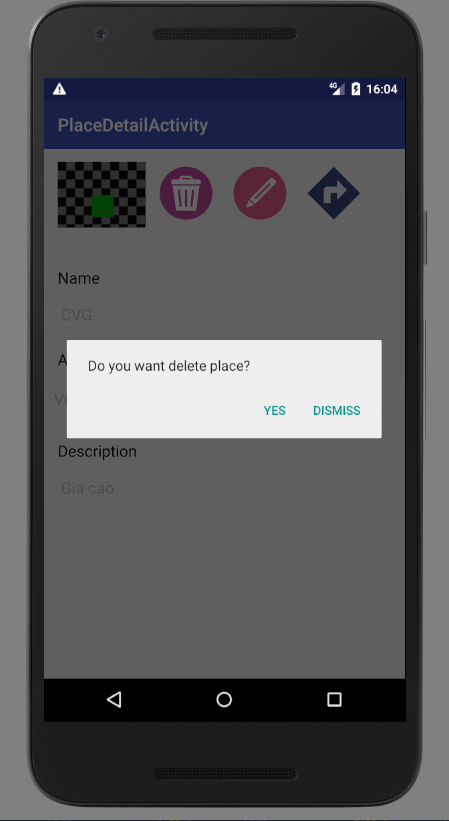 4G 16:04
PlaceDetailActivity
Name
CVG
Do you want delete place?
YES DISMISS
Description
Gia cao